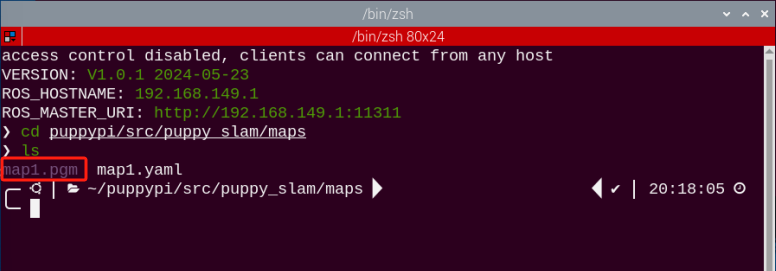 /bin/zsh
/bin/zsh 80x24
access control disabled, clients can connect from any host
VERSION: V1.0.1 2024-05-23
ROS_HOSTNAME: 192.168.149.1
ROS_MASTER_URI: http://192.168.149.1:11311
❯ cd puppypi/src/puppy_slam/maps
❯ ls
map1.pgm map1.yaml
~/puppypi/src/puppy_slam/maps ✔ 20:18:05